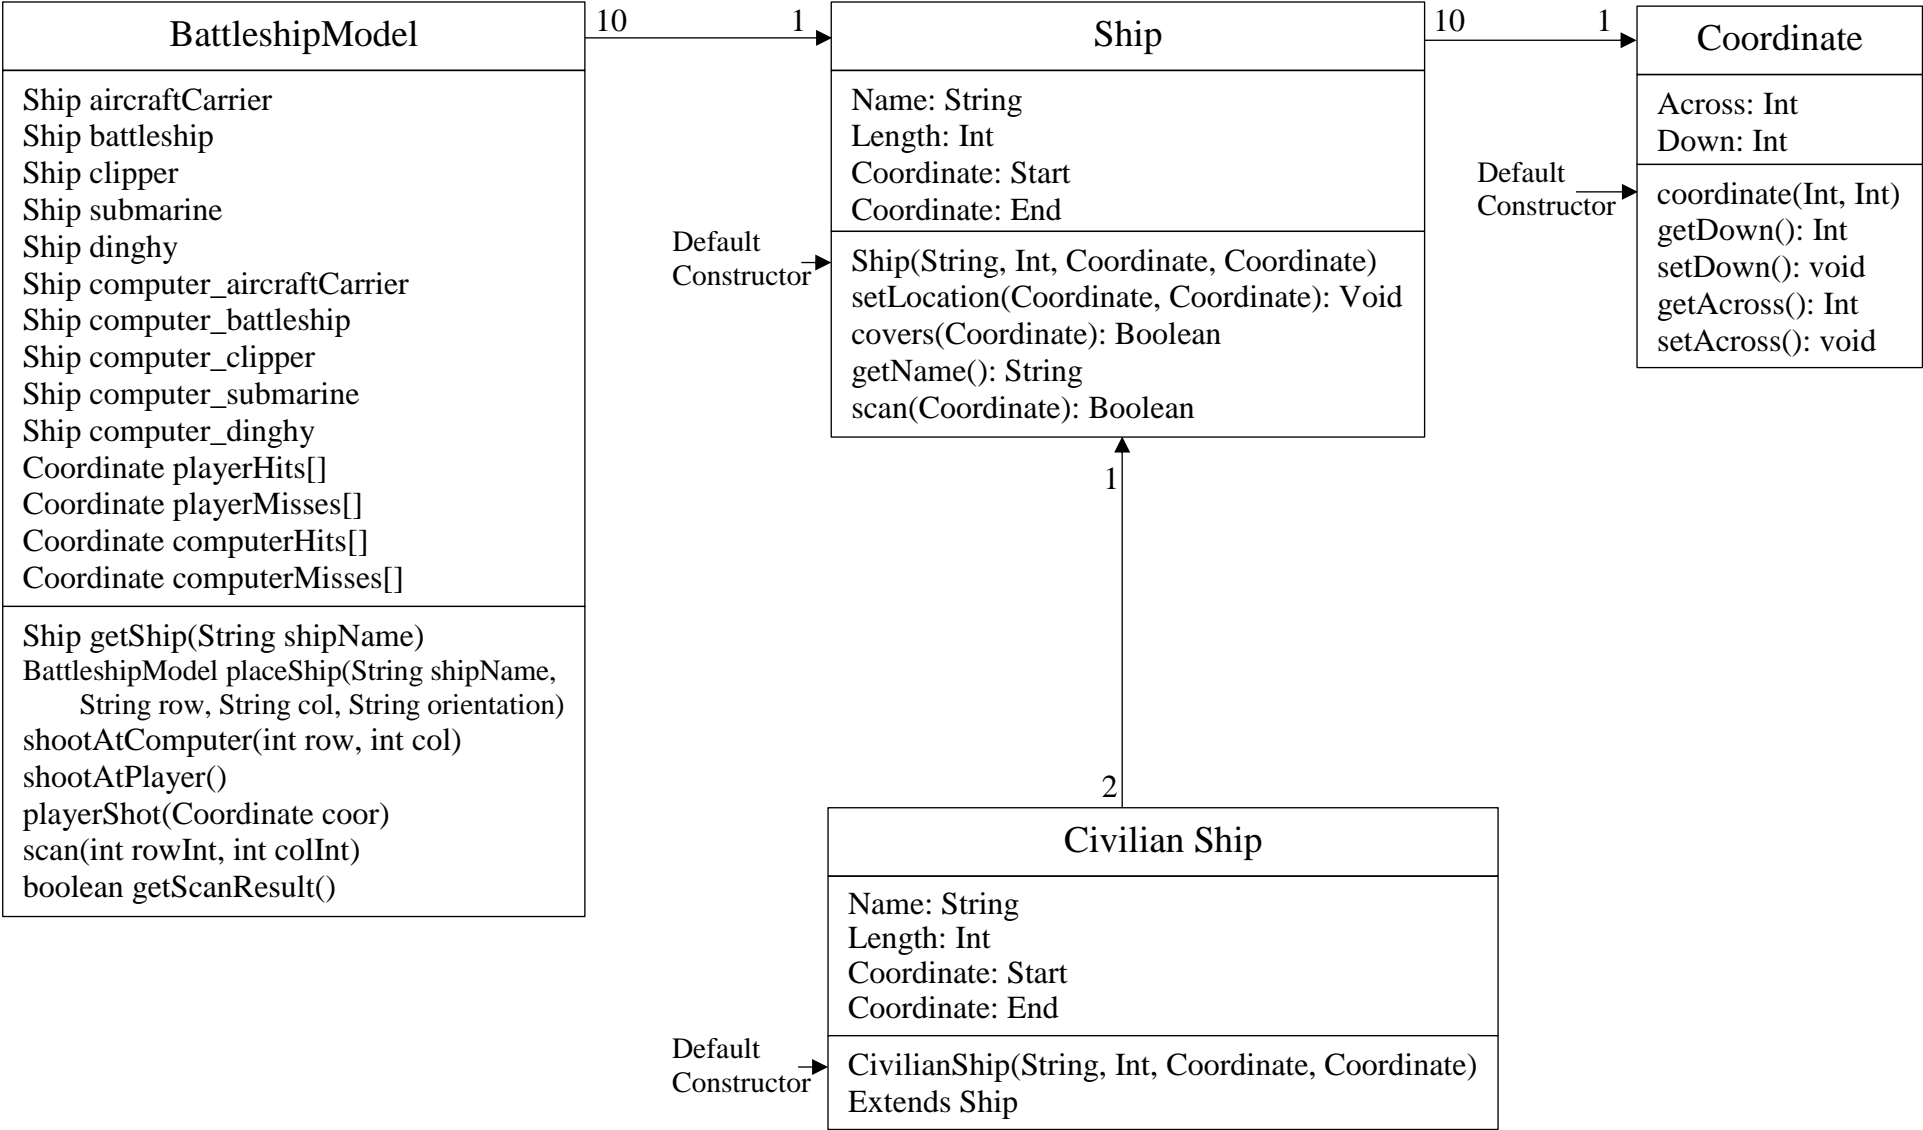 BattleshipModel
Ship aircraftCarrier
Ship battleship
Ship clipper
Ship submarine
Ship dinghy
Ship computer_aircraftCarrier
Ship computer_battleship
Ship computer_clipper
Ship computer_submarine
Ship computer_dinghy
Coordinate playerHits[]
Coordinate playerMisses[]
Coordinate computerHits[]
Coordinate computerMisses[]
Ship getShip(String shipName)
BattleshipModel placeShip(String shipName,
String row, String col, String orientation)
shootAtComputer(int row, int col)
shootAtPlayer()
playerShot(Coordinate coor)
scan(int rowInt, int colInt)
boolean getScanResult()
10
1
Ship
Name: String
Length: Int
Coordinate: Start
Coordinate: End
Default
Constructor
Ship(String, Int, Coordinate, Coordinate)
setLocation(Coordinate, Coordinate): Void
covers(Coordinate): Boolean
getName(): String
scan(Coordinate): Boolean
10
1
Coordinate
Across: Int
Down: Int
Default
Constructor
coordinate(Int, Int)
getDown(): Int
setDown(): void
getAcross(): Int
setAcross(): void
1
2
Civilian Ship
Name: String
Length: Int
Coordinate: Start
Coordinate: End
Default
Constructor
CivilianShip(String, Int, Coordinate, Coordinate)
Extends Ship